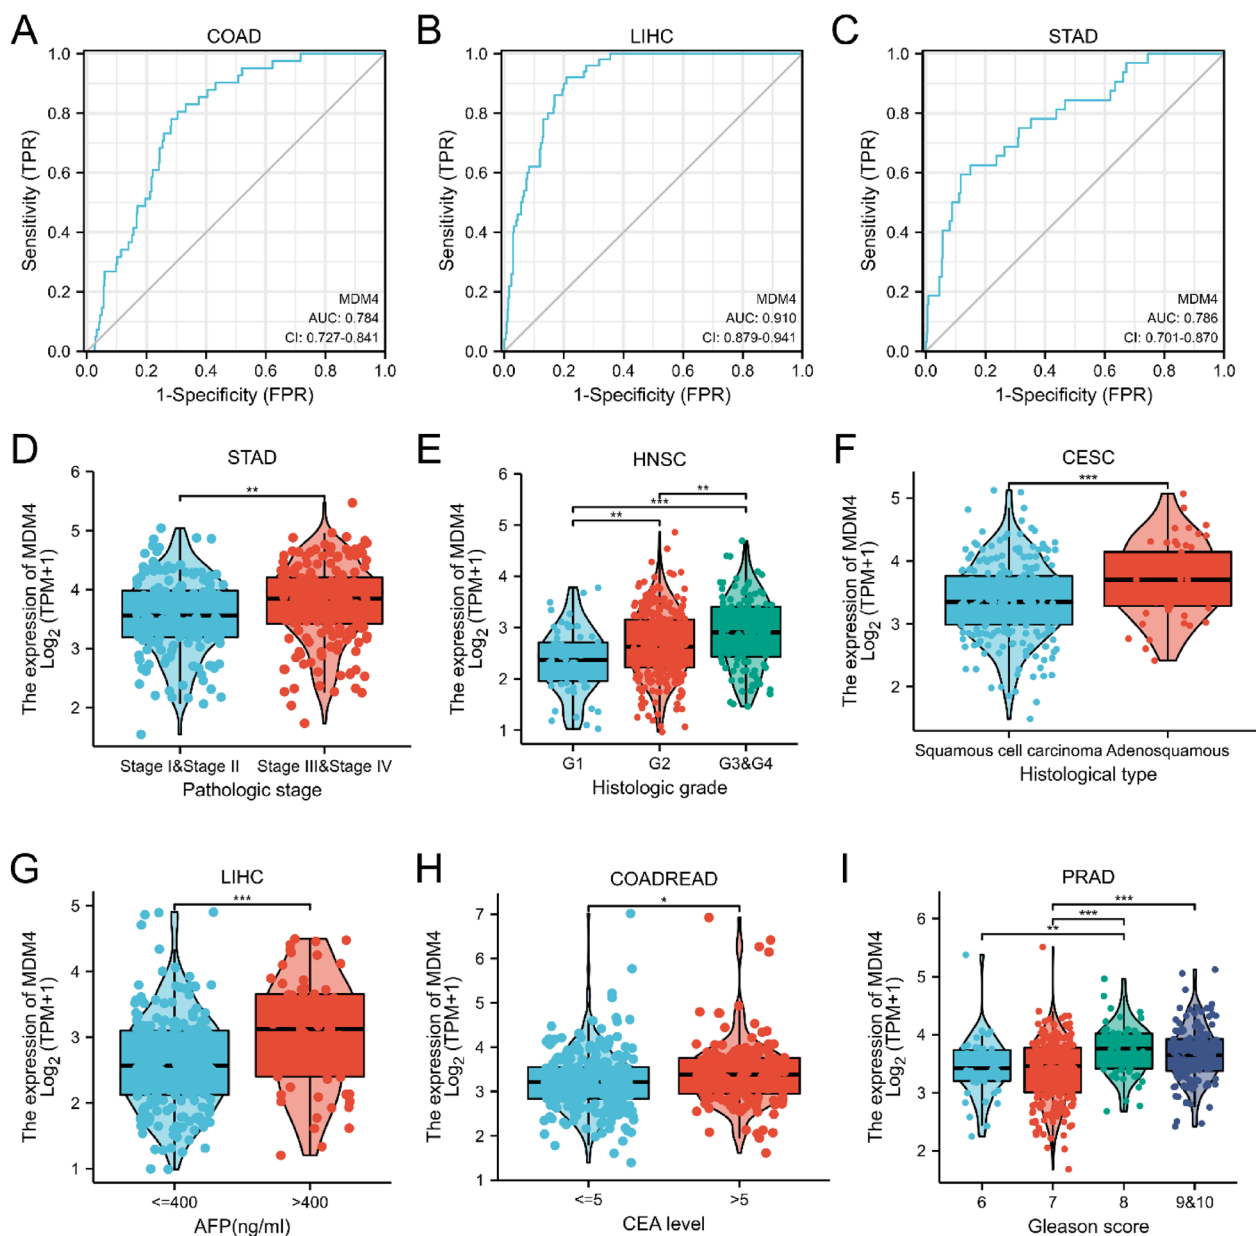 A
COAD
Sensitivity (TPR)
1.0
0.8
0.6
0.4
0.2
0.0
MDM4
AUC: 0.784
CI: 0.727-0.841
0.0 0.2 0.4 0.6 0.8 1.0
1-Specificity (FPR)
B
LIHC
Sensitivity (TPR)
1.0
0.8
0.6
0.4
0.2
0.0
MDM4
AUC: 0.910
CI: 0.879-0.941
0.0 0.2 0.4 0.6 0.8 1.0
1-Specificity (FPR)
C
STAD
Sensitivity (TPR)
1.0
0.8
0.6
0.4
0.2
0.0
MDM4
AUC: 0.786
CI: 0.701-0.870
0.0 0.2 0.4 0.6 0.8 1.0
1-Specificity (FPR)
D
STAD
The expression of MDM4
Log2 (TPM+1)
6
5
4
3
2
**
Stage I&Stage II Stage III&Stage IV
Pathologic stage
E
HNSC
The expression of MDM4
Log2 (TPM+1)
6
5
4
3
2
1
**
***
**
G1 G2 G3&G4
Histologic grade
F
CESC
The expression of MDM4
Log2 (TPM+1)
5
4
3
2
***
Squamous cell carcinoma Adenosquamous
Histological type
G
LIHC
The expression of MDM4
Log2 (TPM+1)
5
4
3
2
1
***
<=400 >400
AFP(ng/ml)
H
COADREAD
The expression of MDM4
Log2 (TPM+1)
7
6
5
4
3
2
1
*
<=5 >5
CEA level
I
PRAD
The expression of MDM4
Log2 (TPM+1)
6
5
4
3
2
***
***
**
6 7 8 9&10
Gleason score